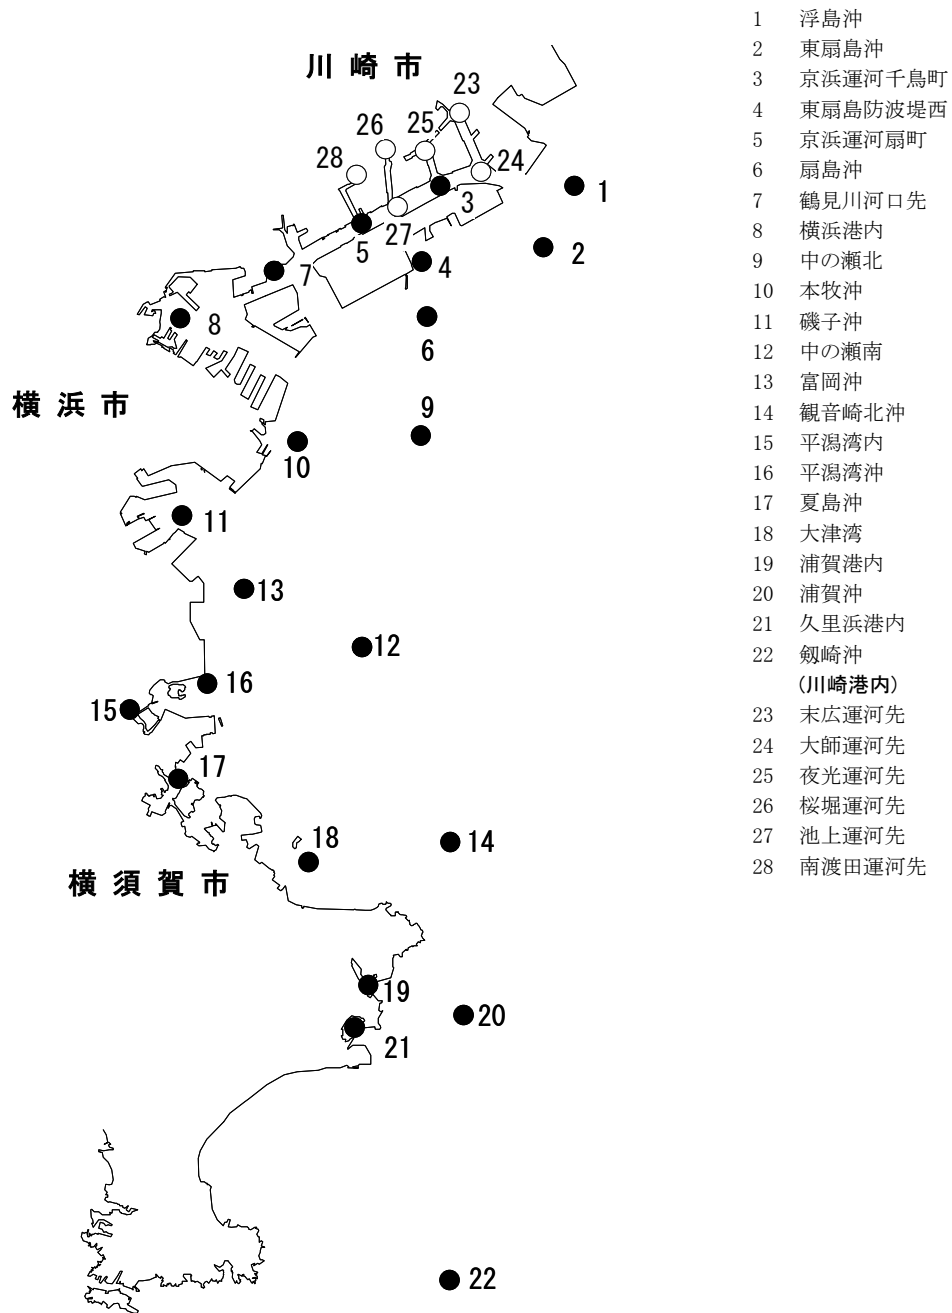 川崎市
23
26
25
28
24
1
3
27
5
2
7
4
8
6
横浜市
9
10
11
13
12
16
15
17
18
14
横須賀市
19
20
21
22
1 浮島沖
2 東扇島沖
3 京浜運河千鳥町
4 東扇島防波堤西
5 京浜運河扇町
6 扇島沖
7 鶴見川河口先
8 横浜港内
9 中の瀬北
10 本牧沖
11 磯子沖
12 中の瀬南
13 富岡沖
14 観音崎北沖
15 平潟湾内
16 平潟湾沖
17 夏島沖
18 大津湾
19 浦賀港内
20 浦賀沖
21 久里浜港内
22 剱崎沖
(川崎港内)
23 末広運河先
24 大師運河先
25 夜光運河先
26 桜堀運河先
27 池上運河先
28 南渡田運河先